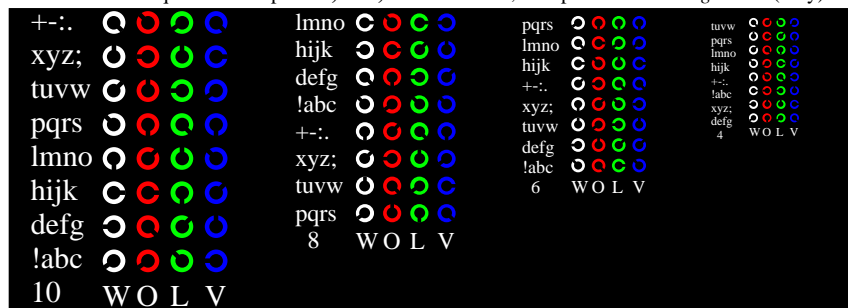 +-:.
xyz;
tuvw
pqrs
lmno
hijk
defg
!abc
10 W O L V
lmno
hijk
defg
!abc
+-:.
xyz;
tuvw
pqrs
8 W O L V
pqrs
lmno
hijk
+-:.
xyz;
tuvw
defg
!abc
6 W O L V
tuvw
pqrs
lmno
hijk
+-:.
!abc
xyz;
defg
4 W O L V